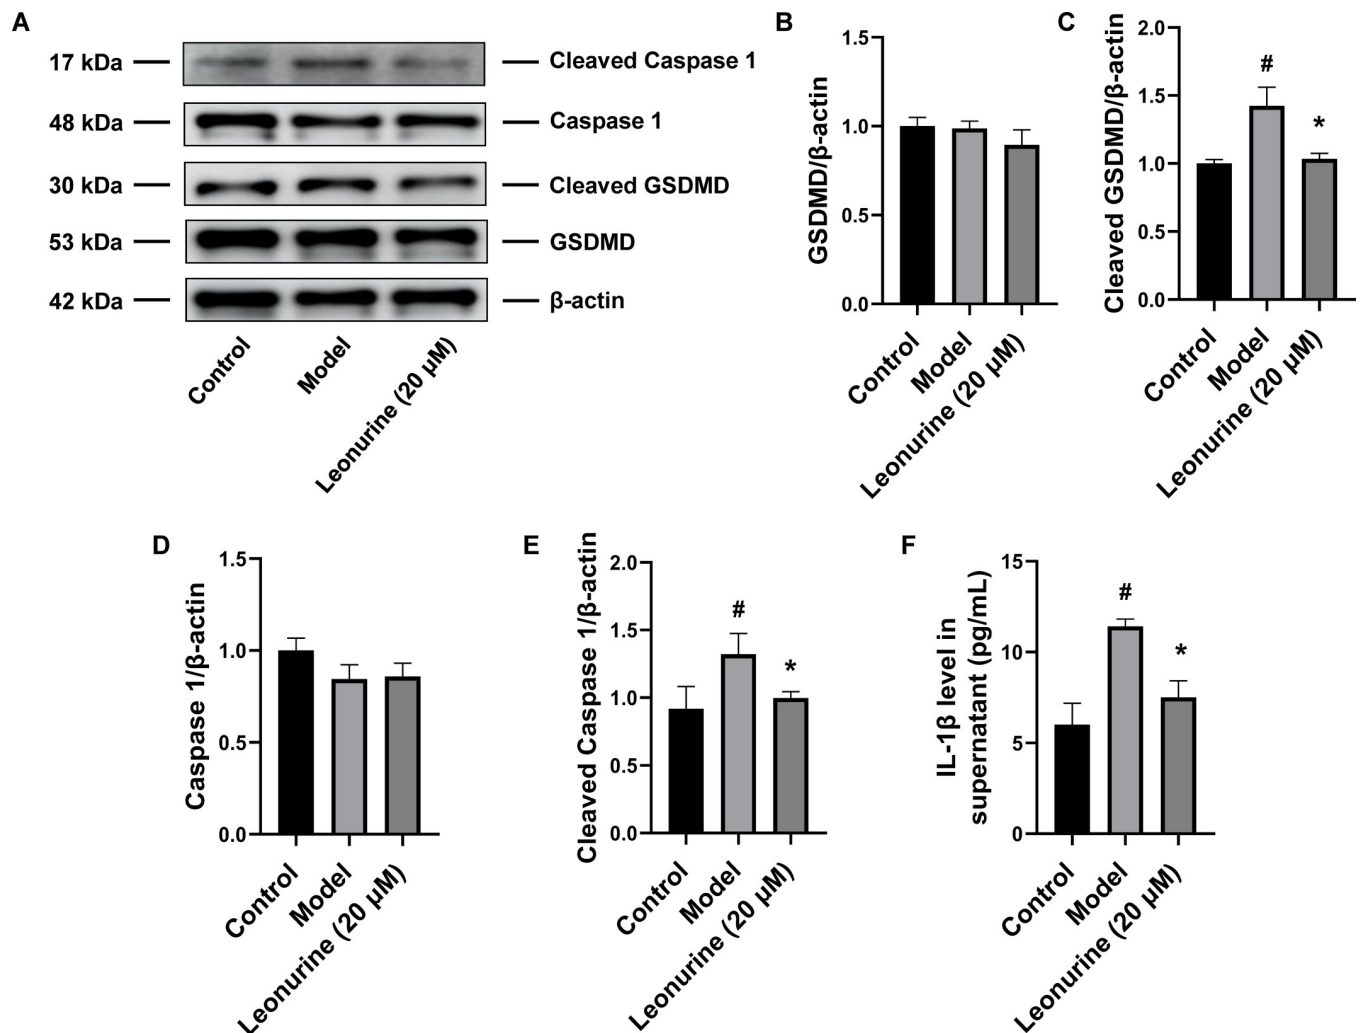 A
17 kDa
Cleaved Caspase 1
48 kDa
Caspase 1
30 kDa
Cleaved GSDMD
53 kDa
GSDMD
42 kDa
β-actin
Control
Model
Leonurine (20 μM)
B
GSDMD/β-actin
1.5
1.0
0.5
0.0
Control
Model
Leonurine (20 μM)
C
Cleaved GSDMD/β-actin
2.0
1.5
1.0
0.5
0.0
#
*
Control
Model
Leonurine (20 μM)
D
Caspase 1/β-actin
1.5
1.0
0.5
0.0
Control
Model
Leonurine (20 μM)
E
Cleaved Caspase 1/β-actin
2.0
1.5
1.0
0.5
0.0
#
*
Control
Model
Leonurine (20 μM)
F
IL-1β level in
supernatant (pg/mL)
15
10
5
0
#
*
Control
Model
Leonurine (20 μM)